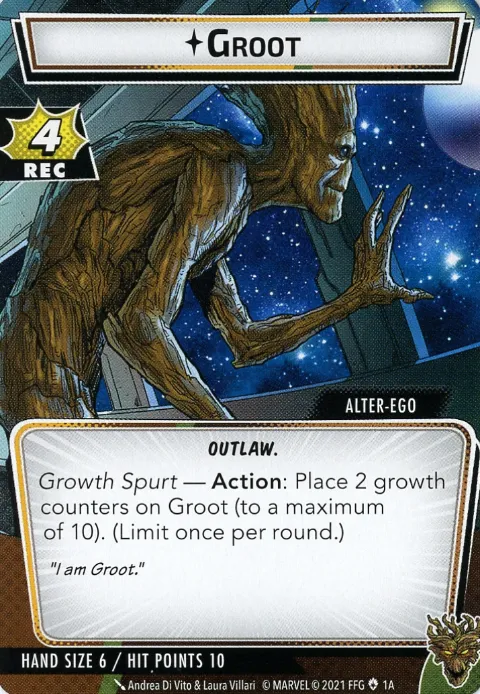 GROOT
4
REC
ALTER-EGO
OUTLAW.
Growth Spurt — Action: Place 2 growth
counters on Groot (to a maximum
of 10). (Limit once per round.)
"I am Groot."
HAND SIZE 6 / HIT POINTS 10
Andrea Di Vito & Laura Villari © MARVEL © 2021 FFG 1A